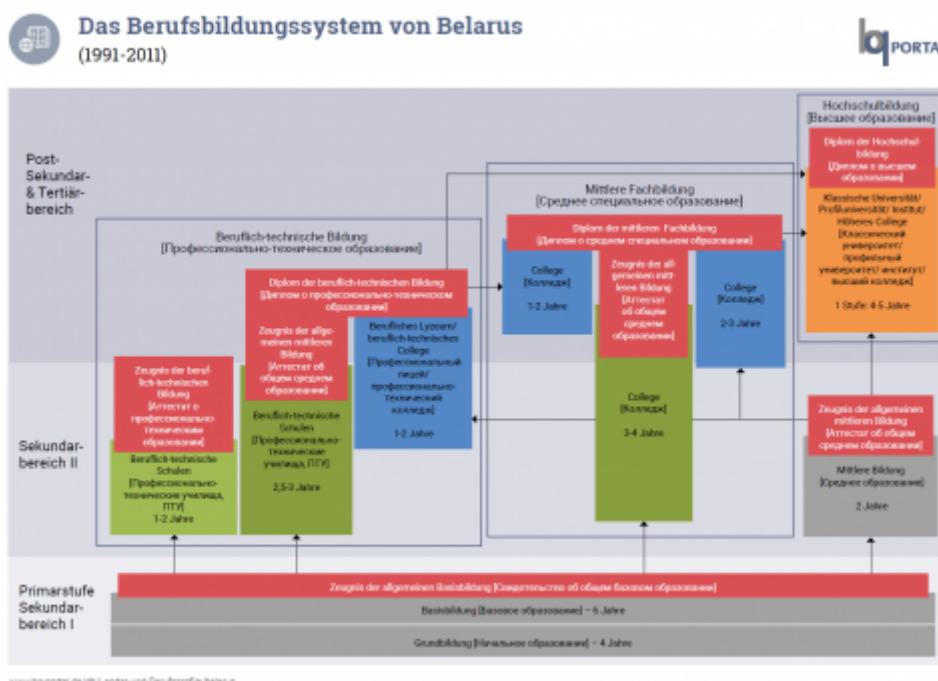 Das Berufsbildungssystem von Belarus
(1991-2011)
bq PORTAL
Post-
Sekundar-
& Tertiär-
bereich
Hochschulbildung
[Высшее образование]
Diplom der Hochschul-
bildung
[Диплом о высшем
образовании]
Klassische Universität/
Profiluniversität/ Institut/
Höheres College
[Классический
университет/
профильный
университет/ институт/
высший колледж]
1 Stufe: 4-5 Jahre
Mittlere Fachbildung
[Среднее специальное образование]
Diplom der mittleren Fachbildung
[Диплом о среднем специальном образовании]
College
[Колледж]
1-2 Jahre
Zeugnis der all-
gemeinen mitt-
leren Bildung
[Аттестат
об общем
среднем
образовании]
College
[Колледж]
2-3 Jahre
Beruflich-technische Bildung
[Профессионально-техническое образование]
Diplom der beruflich-technischen Bildung
[Диплом о профессионально-техническом
образовании]
Zeugnis der allge-
meinen mittleren
Bildung
[Аттестат об
общем среднем
образовании]
Berufliches Lyzeum/
beruflich-technisches
College
[Профессиональный
лицей/
профессионально-
технический
колледж]
1-2 Jahre
Zeugnis der beruf-
lich-technischen
Bildung
[Аттестат о
профессионально-
техническом
образовании]
Sekundar-
bereich II
Beruflich-technische
Schulen
[Профессионально-
технические училища,
ПТУ]
1-2 Jahre
Beruflich-technische
Schulen
[Профессионально-
технические
училища, ПТУ]
2,5-3 Jahre
College
[Колледж]
3-4 Jahre
Zeugnis der allgemeinen
mittleren Bildung
[Аттестат об общем
среднем образовании]
Mittlere Bildung
[Среднее образование]
2 Jahre
Primarstufe
Sekundar-
bereich I
Zeugnis der allgemeinen Basisbildung [Свидетельство об общем базовом образовании]
Basisbildung [Базовое образование] – 6 Jahre
Grundbildung [Начальное образование] – 4 Jahre